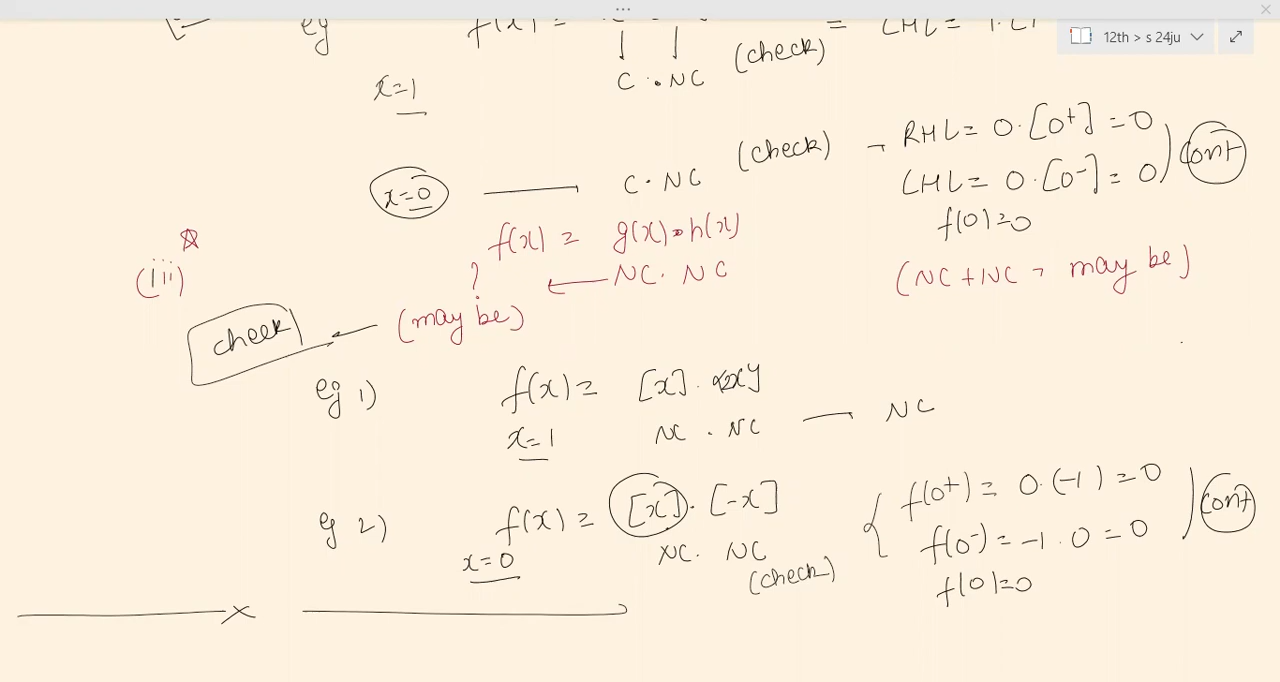 12th > s 24ju
eg f(x) =
= LHL =
C . NC (check)
x=1
x=0 C . NC (check) → RHL = 0.[0+] = 0
LHL = 0.[0-] = 0 ) cont
f(0)=0
(iii) f(x) = g(x) . h(x)
? NC . NC (NC + NC → may be)
check (may be)
eg 1) f(x) = [x] .
x=1 NC . NC — NC
eg 2) f(x) = [x] . [-x]
x=0 NC . NC (check)
f(0+) = 0.(-1) = 0
f(0-) = -1 . 0 = 0 ) cont
f(0)=0